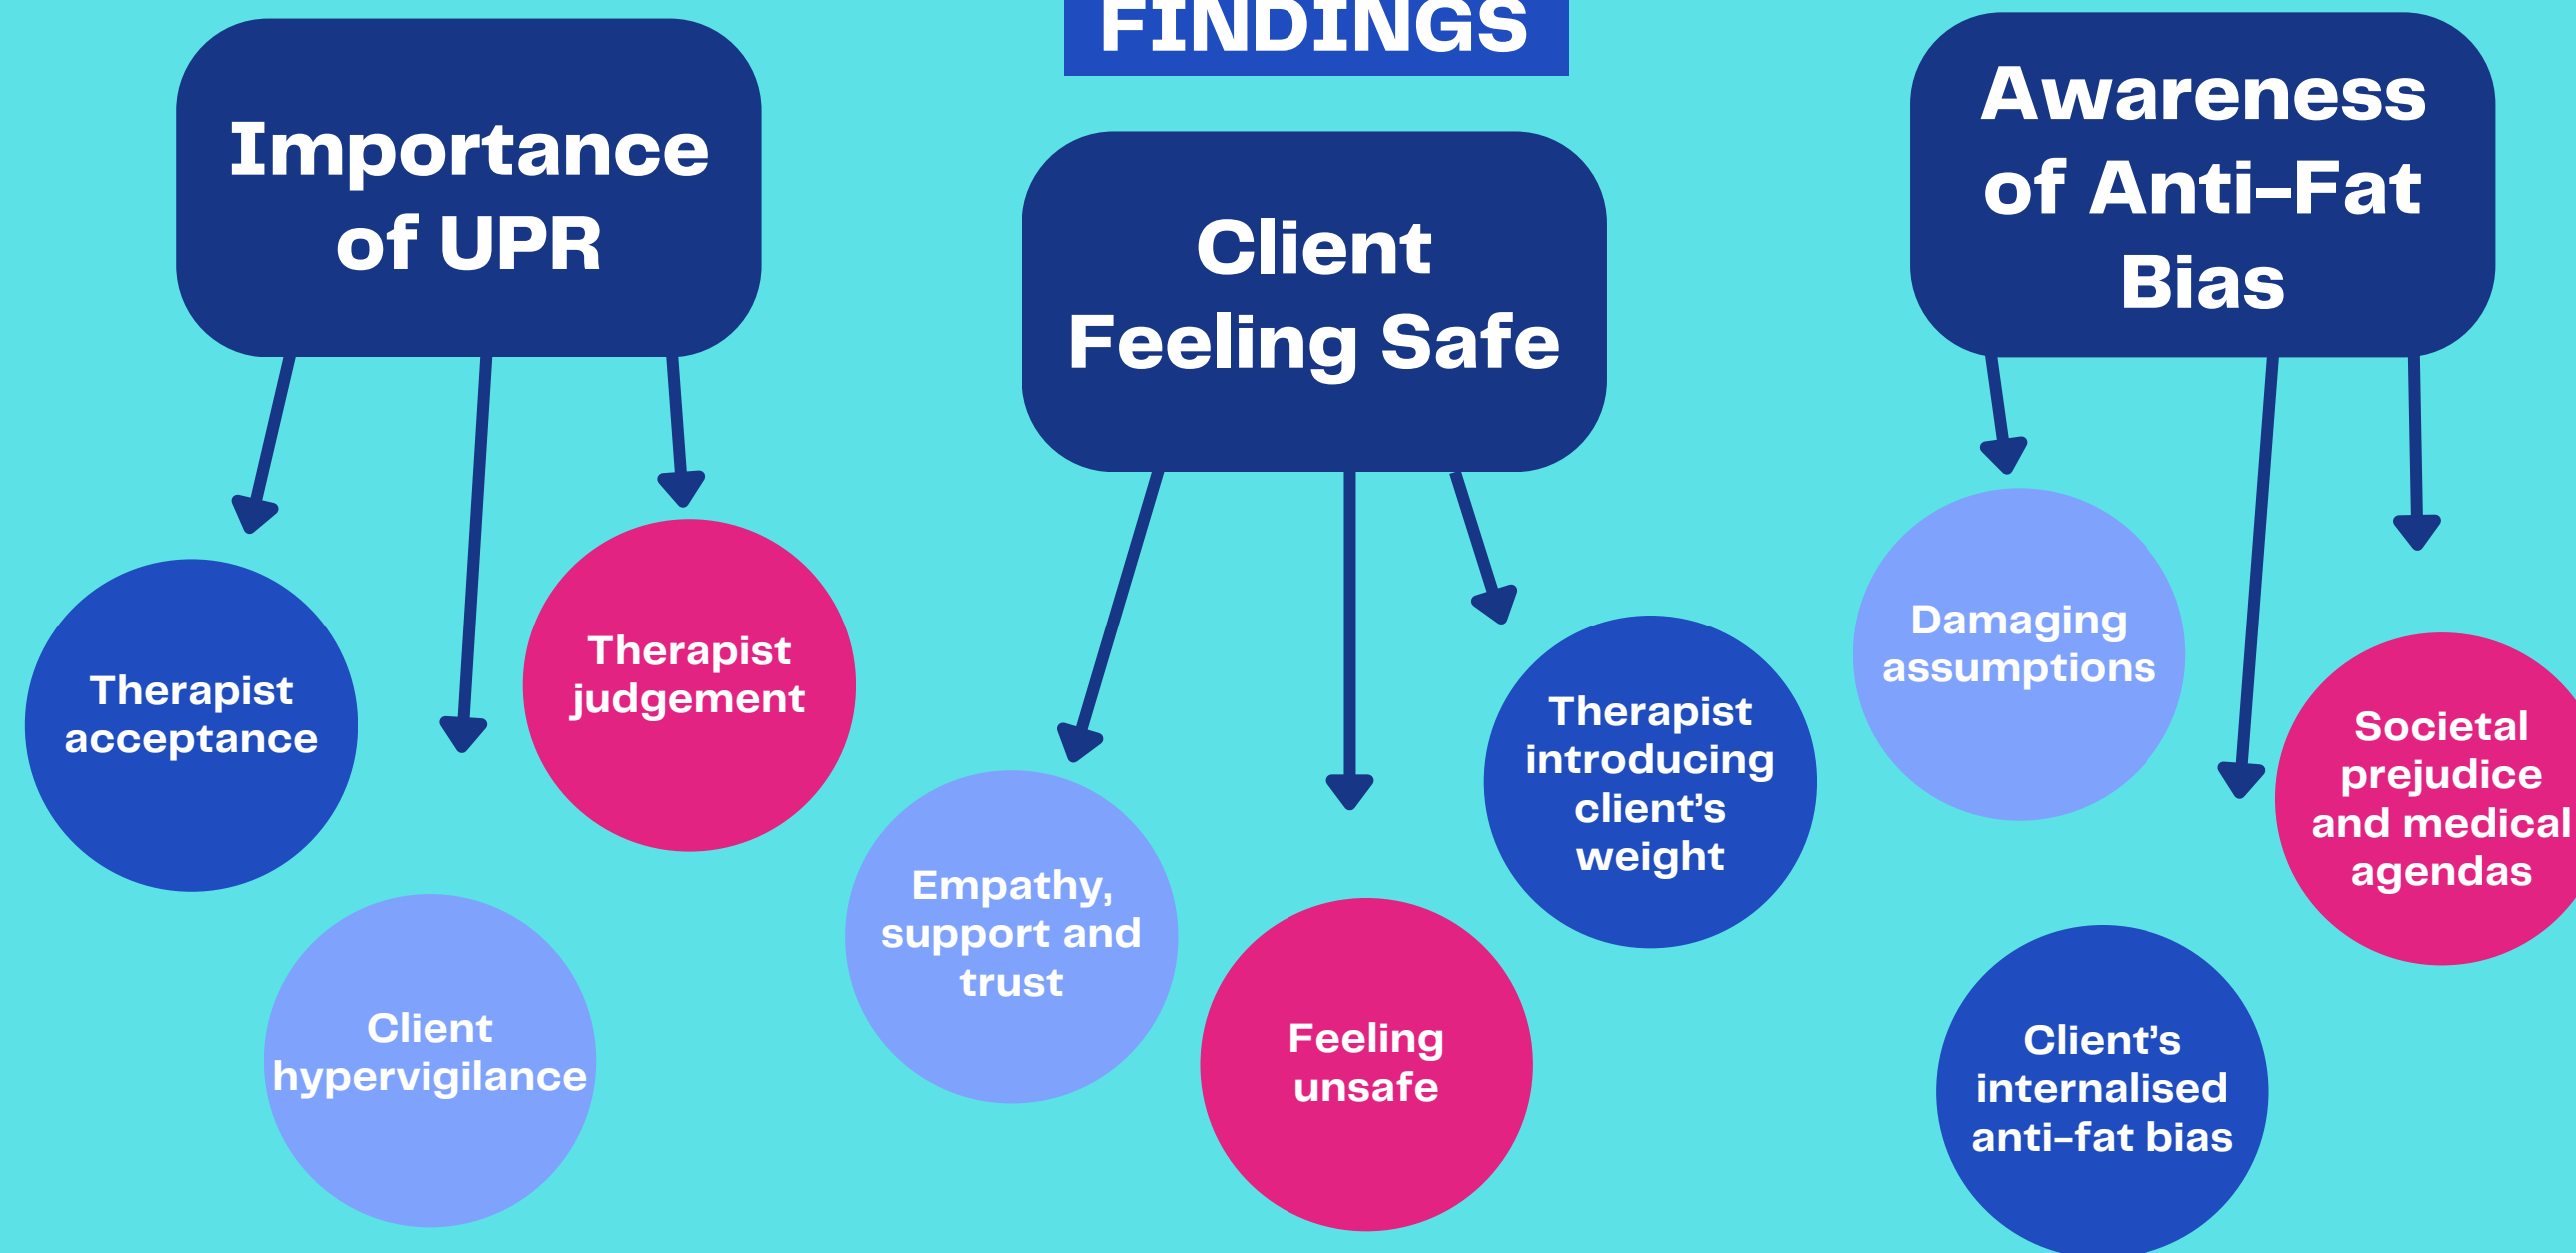 FINDINGS
Importance
of UPR
Therapist
acceptance
Client
hypervigilance
Therapist
judgement
Client
Feeling Safe
Empathy,
support and
trust
Feeling
unsafe
Therapist
introducing
client’s
weight
Awareness
of Anti-Fat
Bias
Damaging
assumptions
Client’s
internalised
anti-fat bias
Societal
prejudice
and medical
agendas